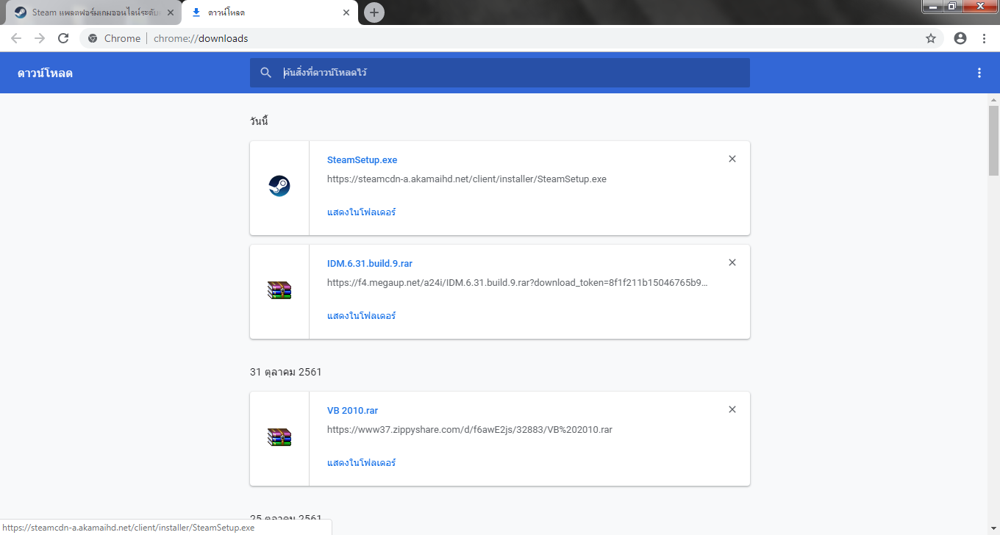 Steam แพลตฟอร์มเกมออนไลน์ระดับ
ดาวน์โหลด
Chrome
chrome://downloads
ดาวน์โหลด
ค้นสิ่งที่ดาวน์โหลดไว้
วันนี้
SteamSetup.exe
https://steamcdn-a.akamaihd.net/client/installer/SteamSetup.exe
แสดงในโฟลเดอร์
IDM.6.31.build.9.rar
https://f4.megaup.net/a24i/IDM.6.31.build.9.rar?download_token=8f1f211b15046765b9...
แสดงในโฟลเดอร์
31 ตุลาคม 2561
VB 2010.rar
https://www37.zippyshare.com/d/f6awE2js/32883/VB%202010.rar
แสดงในโฟลเดอร์
25 ตุลาคม 2561
https://steamcdn-a.akamaihd.net/client/installer/SteamSetup.exe